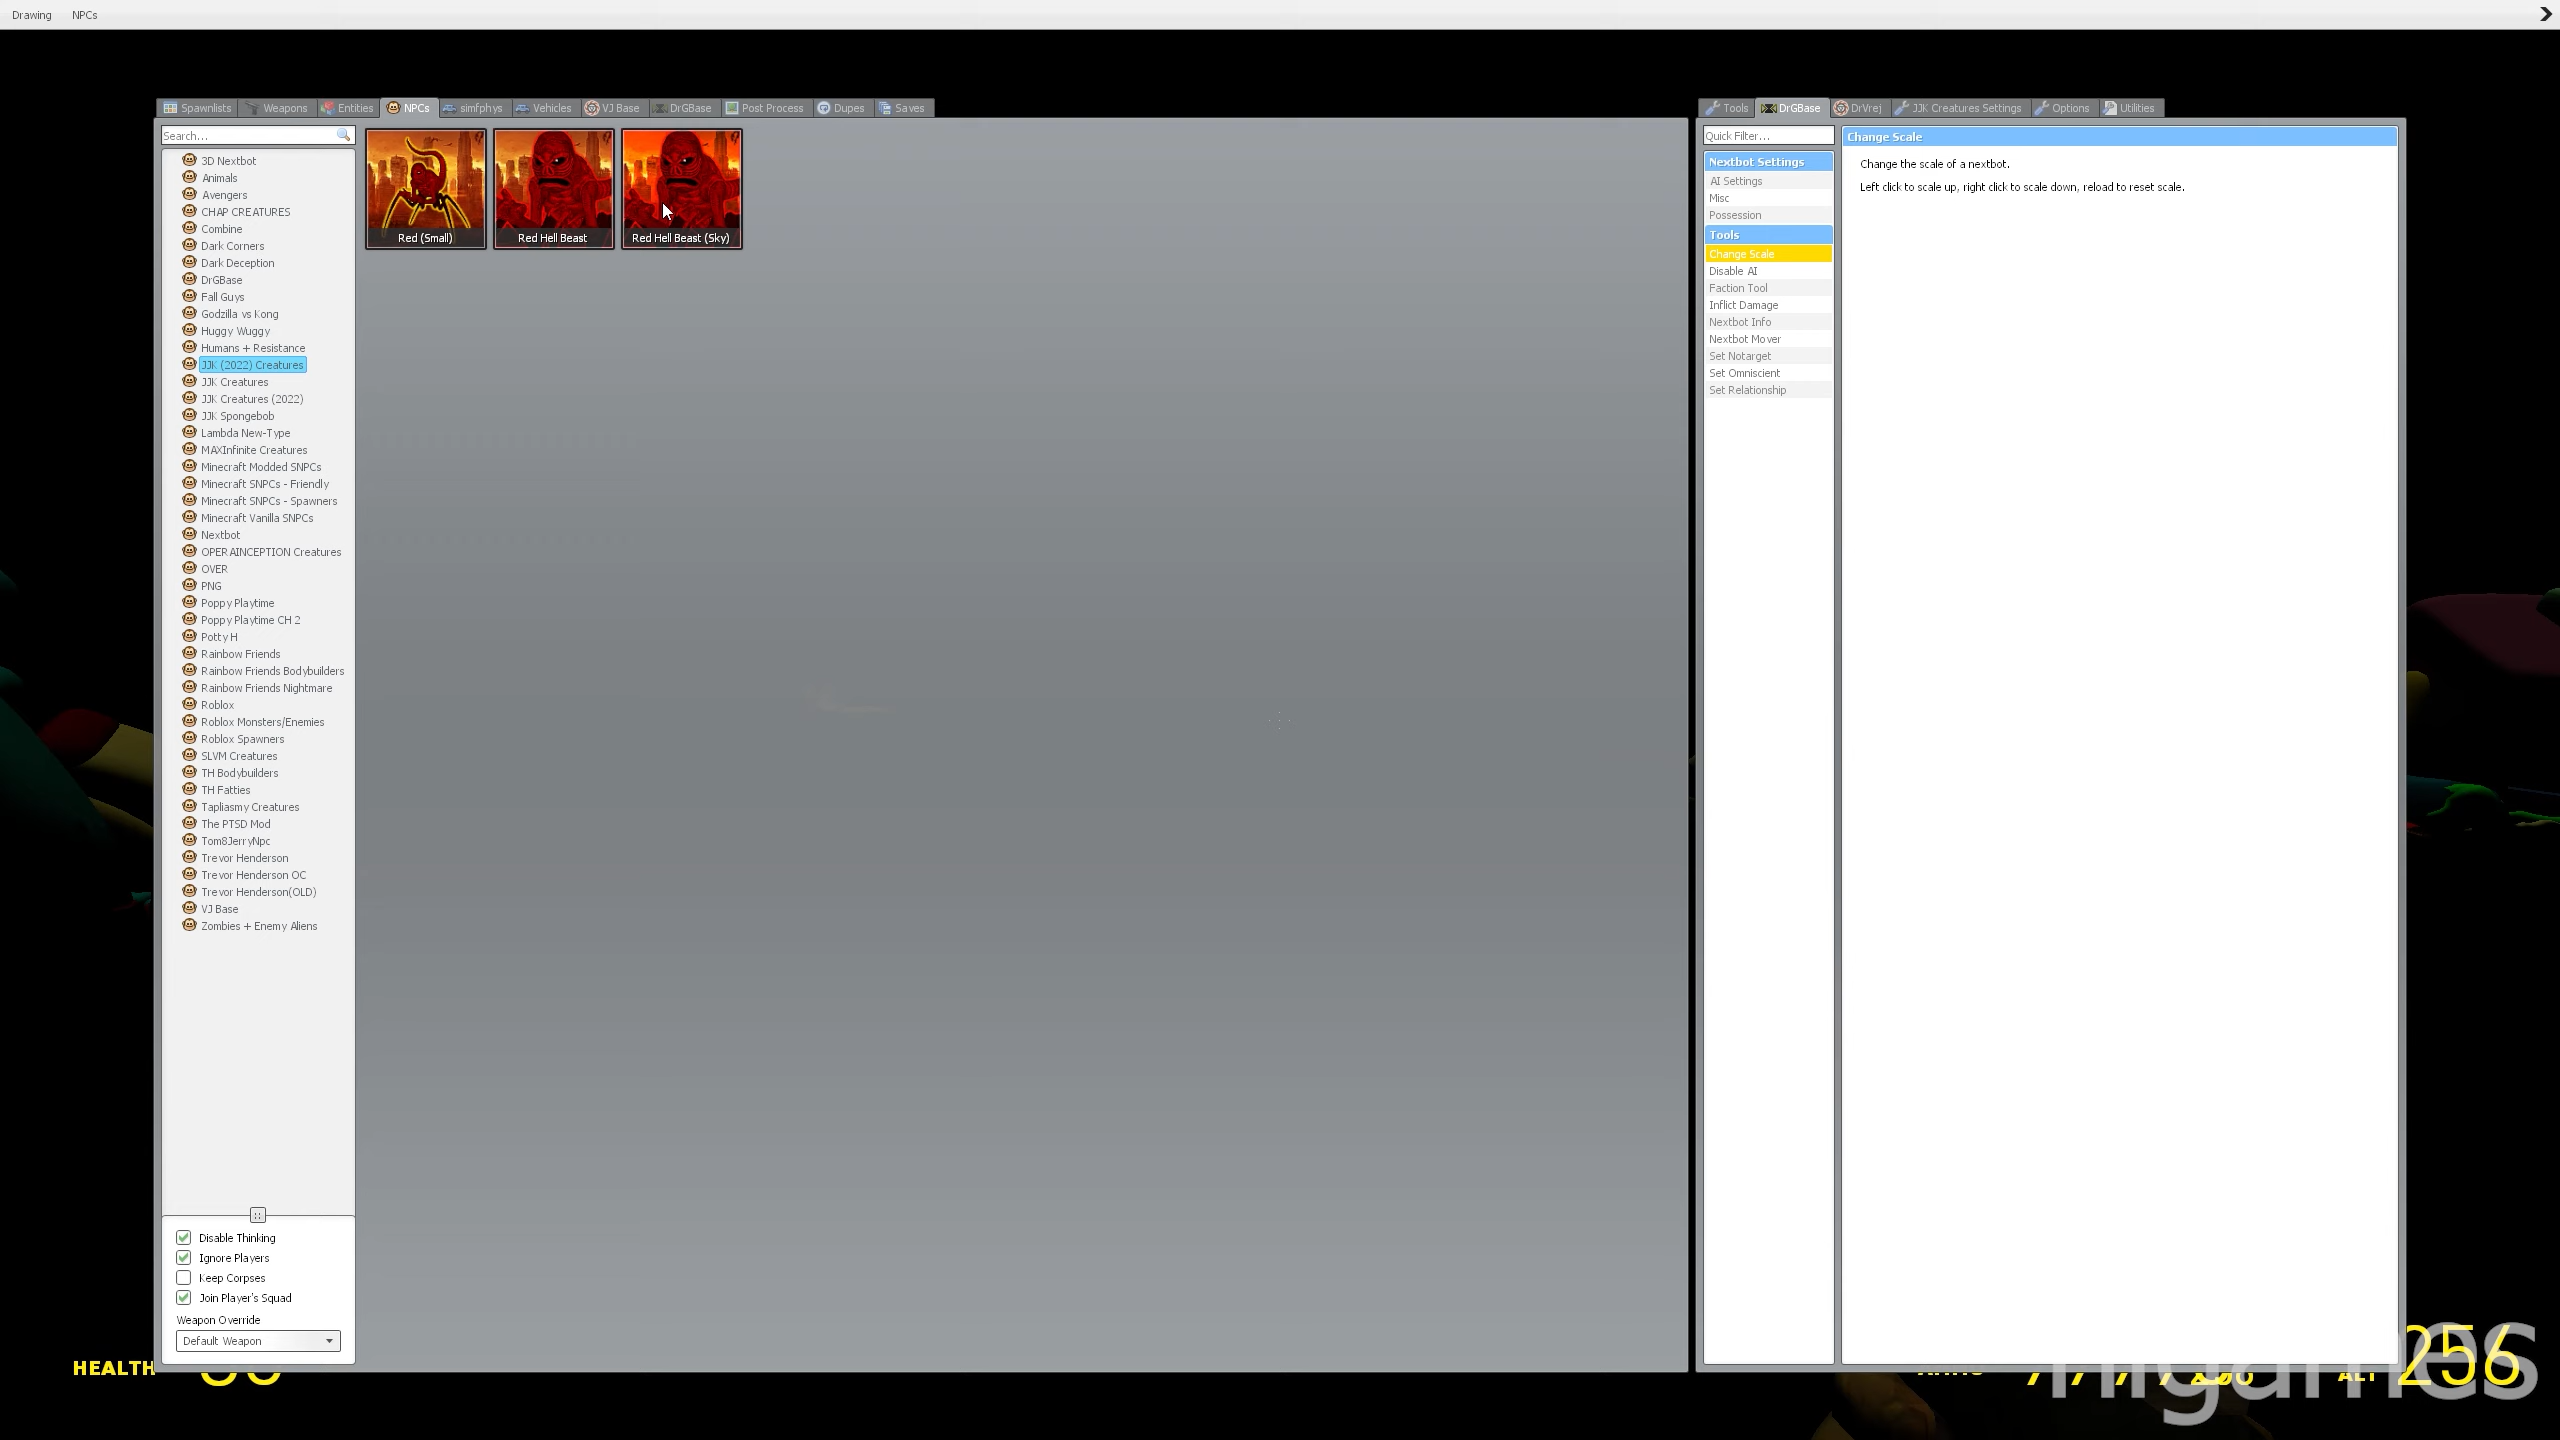 Drawing NPCs
Spawnlists Weapons Entities NPCs simfphys Vehicles VJ Base DrGBase Post Process Dupes Saves
Search...
3D Nextbot
Animals
Avengers
CHAP CREATURES
Combine
Dark Corners
Dark Deception
DrGBase
Fall Guys
Godzilla vs Kong
Huggy Wuggy
Humans + Resistance
JJK (2022) Creatures
JJK Creatures
JJK Creatures (2022)
JJK Spongebob
Lambda New-Type
MAXInfinite Creatures
Minecraft Modded SNPCs
Minecraft SNPCs - Friendly
Minecraft SNPCs - Spawners
Minecraft Vanilla SNPCs
Nextbot
OPERAINCEPTION Creatures
OVER
PNG
Poppy Playtime
Poppy Playtime CH 2
Potty H
Rainbow Friends
Rainbow Friends Bodybuilders
Rainbow Friends Nightmare
Roblox
Roblox Monsters/Enemies
Roblox Spawners
SLVM Creatures
TH Bodybuilders
TH Fatties
Tapliasmy Creatures
The PTSD Mod
Tom8JerryNpc
Trevor Henderson
Trevor Henderson OC
Trevor Henderson(OLD)
VJ Base
Zombies + Enemy Aliens
Disable Thinking
Ignore Players
Keep Corpses
Join Player's Squad
Weapon Override
Default Weapon
Red (Small) Red Hell Beast Red Hell Beast (Sky)
Tools DrGBase DrVrej JJK Creatures Settings Options Utilities
Quick Filter...
Nextbot Settings
AI Settings
Misc
Possession
Tools
Change Scale
Disable AI
Faction Tool
Inflict Damage
Nextbot Info
Nextbot Mover
Set Notarget
Set Omniscient
Set Relationship
Change Scale
Change the scale of a nextbot.
Left click to scale up, right click to scale down, reload to reset scale.
HEALTH
256